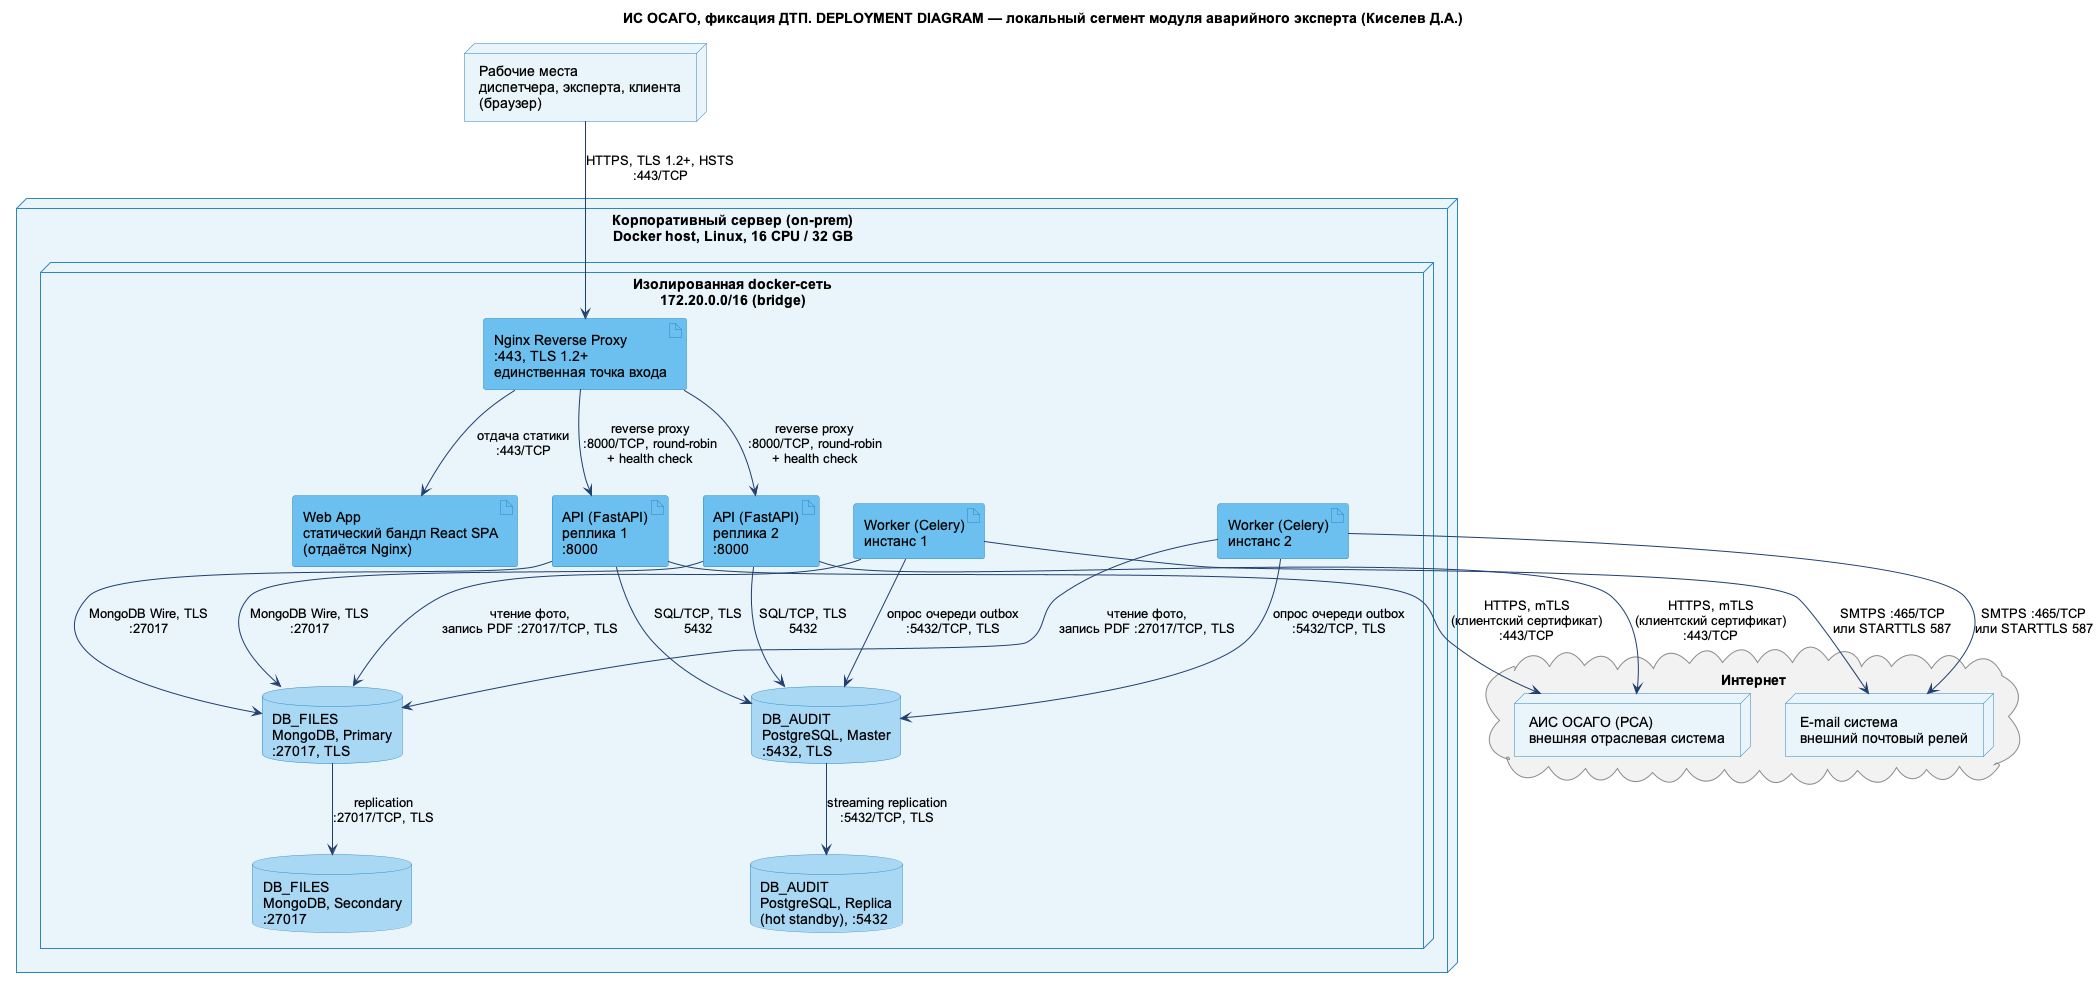 ИС ОСАГО, фиксация ДТП. DEPLOYMENT DIAGRAM — локальный сегмент модуля аварийного эксперта (Киселев Д.А.)
Рабочие места
диспетчера, эксперта, клиента
(браузер)
HTTPS, TLS 1.2+, HSTS
:443/TCP
Корпоративный сервер (on-prem)
Docker host, Linux, 16 CPU / 32 GB
Изолированная docker-сеть
172.20.0.0/16 (bridge)
Nginx Reverse Proxy
:443, TLS 1.2+
единственная точка входа
отдача статики
:443/TCP
reverse proxy
:8000/TCP, round-robin
+ health check
reverse proxy
:8000/TCP, round-robin
+ health check
Web App
статический бандл React SPA
(отдаётся Nginx)
API (FastAPI)
реплика 1
:8000
API (FastAPI)
реплика 2
:8000
Worker (Celery)
инстанс 1
Worker (Celery)
инстанс 2
MongoDB Wire, TLS
:27017
MongoDB Wire, TLS
:27017
чтение фото,
запись PDF :27017/TCP, TLS
SQL/TCP, TLS
5432
SQL/TCP, TLS
5432
опрос очереди outbox
:5432/TCP, TLS
чтение фото,
запись PDF :27017/TCP, TLS
опрос очереди outbox
:5432/TCP, TLS
HTTPS, mTLS
(клиентский сертификат)
:443/TCP
HTTPS, mTLS
(клиентский сертификат)
:443/TCP
SMTPS :465/TCP
или STARTTLS 587
SMTPS :465/TCP
или STARTTLS 587
Интернет
АИС ОСАГО (РСА)
внешняя отраслевая система
E-mail система
внешний почтовый релей
DB_FILES
MongoDB, Primary
:27017, TLS
DB_AUDIT
PostgreSQL, Master
:5432, TLS
replication
:27017/TCP, TLS
streaming replication
:5432/TCP, TLS
DB_FILES
MongoDB, Secondary
:27017
DB_AUDIT
PostgreSQL, Replica
(hot standby), :5432